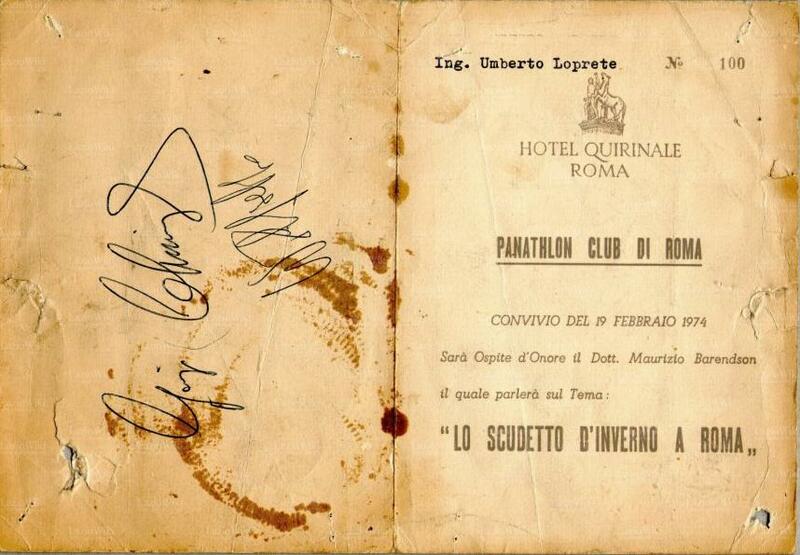 Ing. Umberto Loprete № 100
HOTEL QUIRINALE
ROMA
PANATHLON CLUB DI ROMA
CONVIVIO DEL 19 FEBBRAIO 1974
Sarà Ospite d'Onore il Dott. Maurizio Barendson
il quale parlerà sul Tema :
"LO SCUDETTO D'INVERNO A ROMA„